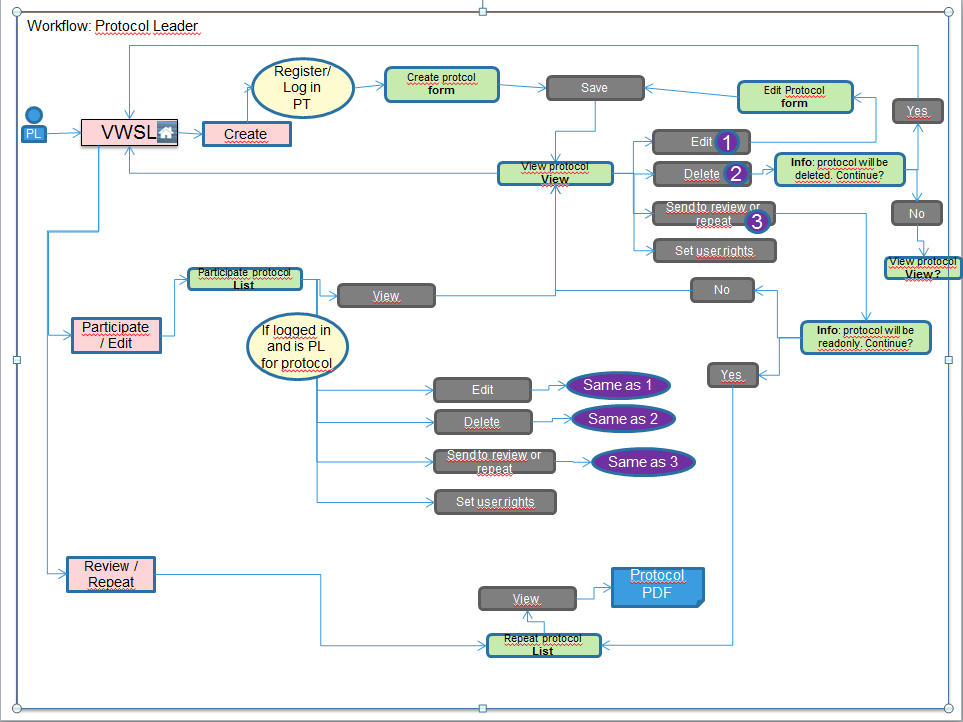 Workflow: Protocol Leader
Register/
Log in
PT
Create protcol
form
Save
Edit Protocol
form
Yes
PL
VWSL
Create
Edit 1
View protocol
View
Delete 2
Info: protocol will be
deleted. Continue?
Send to review or
repeat 3
No
Set user rights
View protocol
View?
Participate protocol
List
View
No
Participate
/ Edit
If logged in
and is PL
for protocol
Info: protocol will be
readonly. Continue?
Yes
Edit
Same as 1
Delete
Same as 2
Send to review or
repeat
Same as 3
Set user rights
Review /
Repeat
View
Protocol
PDF
Repeat protocol
List